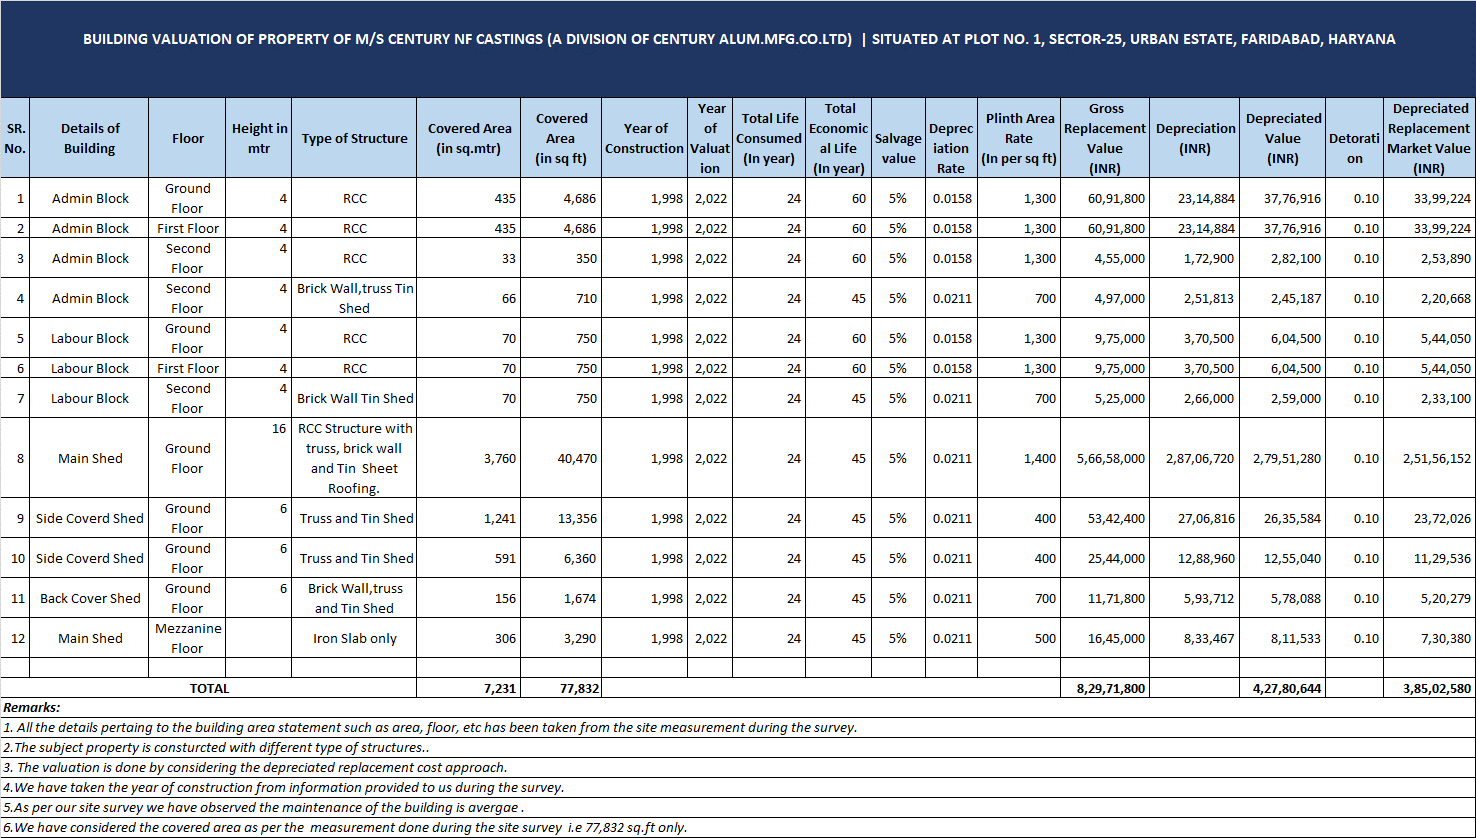 BUILDING VALUATION OF PROPERTY OF M/S CENTURY NF CASTINGS (A DIVISION OF CENTURY ALUM.MFG.CO.LTD) | SITUATED AT PLOT NO. 1, SECTOR-25, URBAN ESTATE, FARIDABAD, HARYANA
SR. No. Details of Building Floor Height in mtr Type of Structure Covered Area (in sq.mtr) Covered Area (in sq ft) Year of Construction Year of Valuation Total Life Consumed (In year) Total Economical Life (In year) Salvage value Depreciation Rate Plinth Area Rate (In per sq ft) Gross Replacement Value (INR) Depreciation (INR) Depreciated Value (INR) Detoration Depreciated Replacement Market Value (INR)
1 Admin Block Ground Floor 4 RCC 435 4,686 1,998 2,022 24 60 5% 0.0158 1,300 60,91,800 23,14,884 37,76,916 0.10 33,99,224
2 Admin Block First Floor 4 RCC 435 4,686 1,998 2,022 24 60 5% 0.0158 1,300 60,91,800 23,14,884 37,76,916 0.10 33,99,224
3 Admin Block Second Floor 4 RCC 33 350 1,998 2,022 24 60 5% 0.0158 1,300 4,55,000 1,72,900 2,82,100 0.10 2,53,890
4 Admin Block Second Floor 4 Brick Wall,truss Tin Shed 66 710 1,998 2,022 24 45 5% 0.0211 700 4,97,000 2,51,813 2,45,187 0.10 2,20,668
5 Labour Block Ground Floor 4 RCC 70 750 1,998 2,022 24 60 5% 0.0158 1,300 9,75,000 3,70,500 6,04,500 0.10 5,44,050
6 Labour Block First Floor 4 RCC 70 750 1,998 2,022 24 60 5% 0.0158 1,300 9,75,000 3,70,500 6,04,500 0.10 5,44,050
7 Labour Block Second Floor 4 Brick Wall Tin Shed 70 750 1,998 2,022 24 45 5% 0.0211 700 5,25,000 2,66,000 2,59,000 0.10 2,33,100
8 Main Shed Ground Floor 16 RCC Structure with truss, brick wall and Tin Sheet Roofing. 3,760 40,470 1,998 2,022 24 45 5% 0.0211 1,400 5,66,58,000 2,87,06,720 2,79,51,280 0.10 2,51,56,152
9 Side Coverd Shed Ground Floor 6 Truss and Tin Shed 1,241 13,356 1,998 2,022 24 45 5% 0.0211 400 53,42,400 27,06,816 26,35,584 0.10 23,72,026
10 Side Coverd Shed Ground Floor 6 Truss and Tin Shed 591 6,360 1,998 2,022 24 45 5% 0.0211 400 25,44,000 12,88,960 12,55,040 0.10 11,29,536
11 Back Cover Shed Ground Floor 6 Brick Wall,truss and Tin Shed 156 1,674 1,998 2,022 24 45 5% 0.0211 700 11,71,800 5,93,712 5,78,088 0.10 5,20,279
12 Main Shed Mezzanine Floor Iron Slab only 306 3,290 1,998 2,022 24 45 5% 0.0211 500 16,45,000 8,33,467 8,11,533 0.10 7,30,380
TOTAL 7,231 77,832 8,29,71,800 4,27,80,644 3,85,02,580
Remarks:
1. All the details pertaing to the building area statement such as area, floor, etc has been taken from the site measurement during the survey.
2.The subject property is consturcted with different type of structures..
3. The valuation is done by considering the depreciated replacement cost approach.
4.We have taken the year of construction from information provided to us during the survey.
5.As per our site survey we have observed the maintenance of the building is avergae .
6.We have considered the covered area as per the measurement done during the site survey i.e 77,832 sq.ft only.